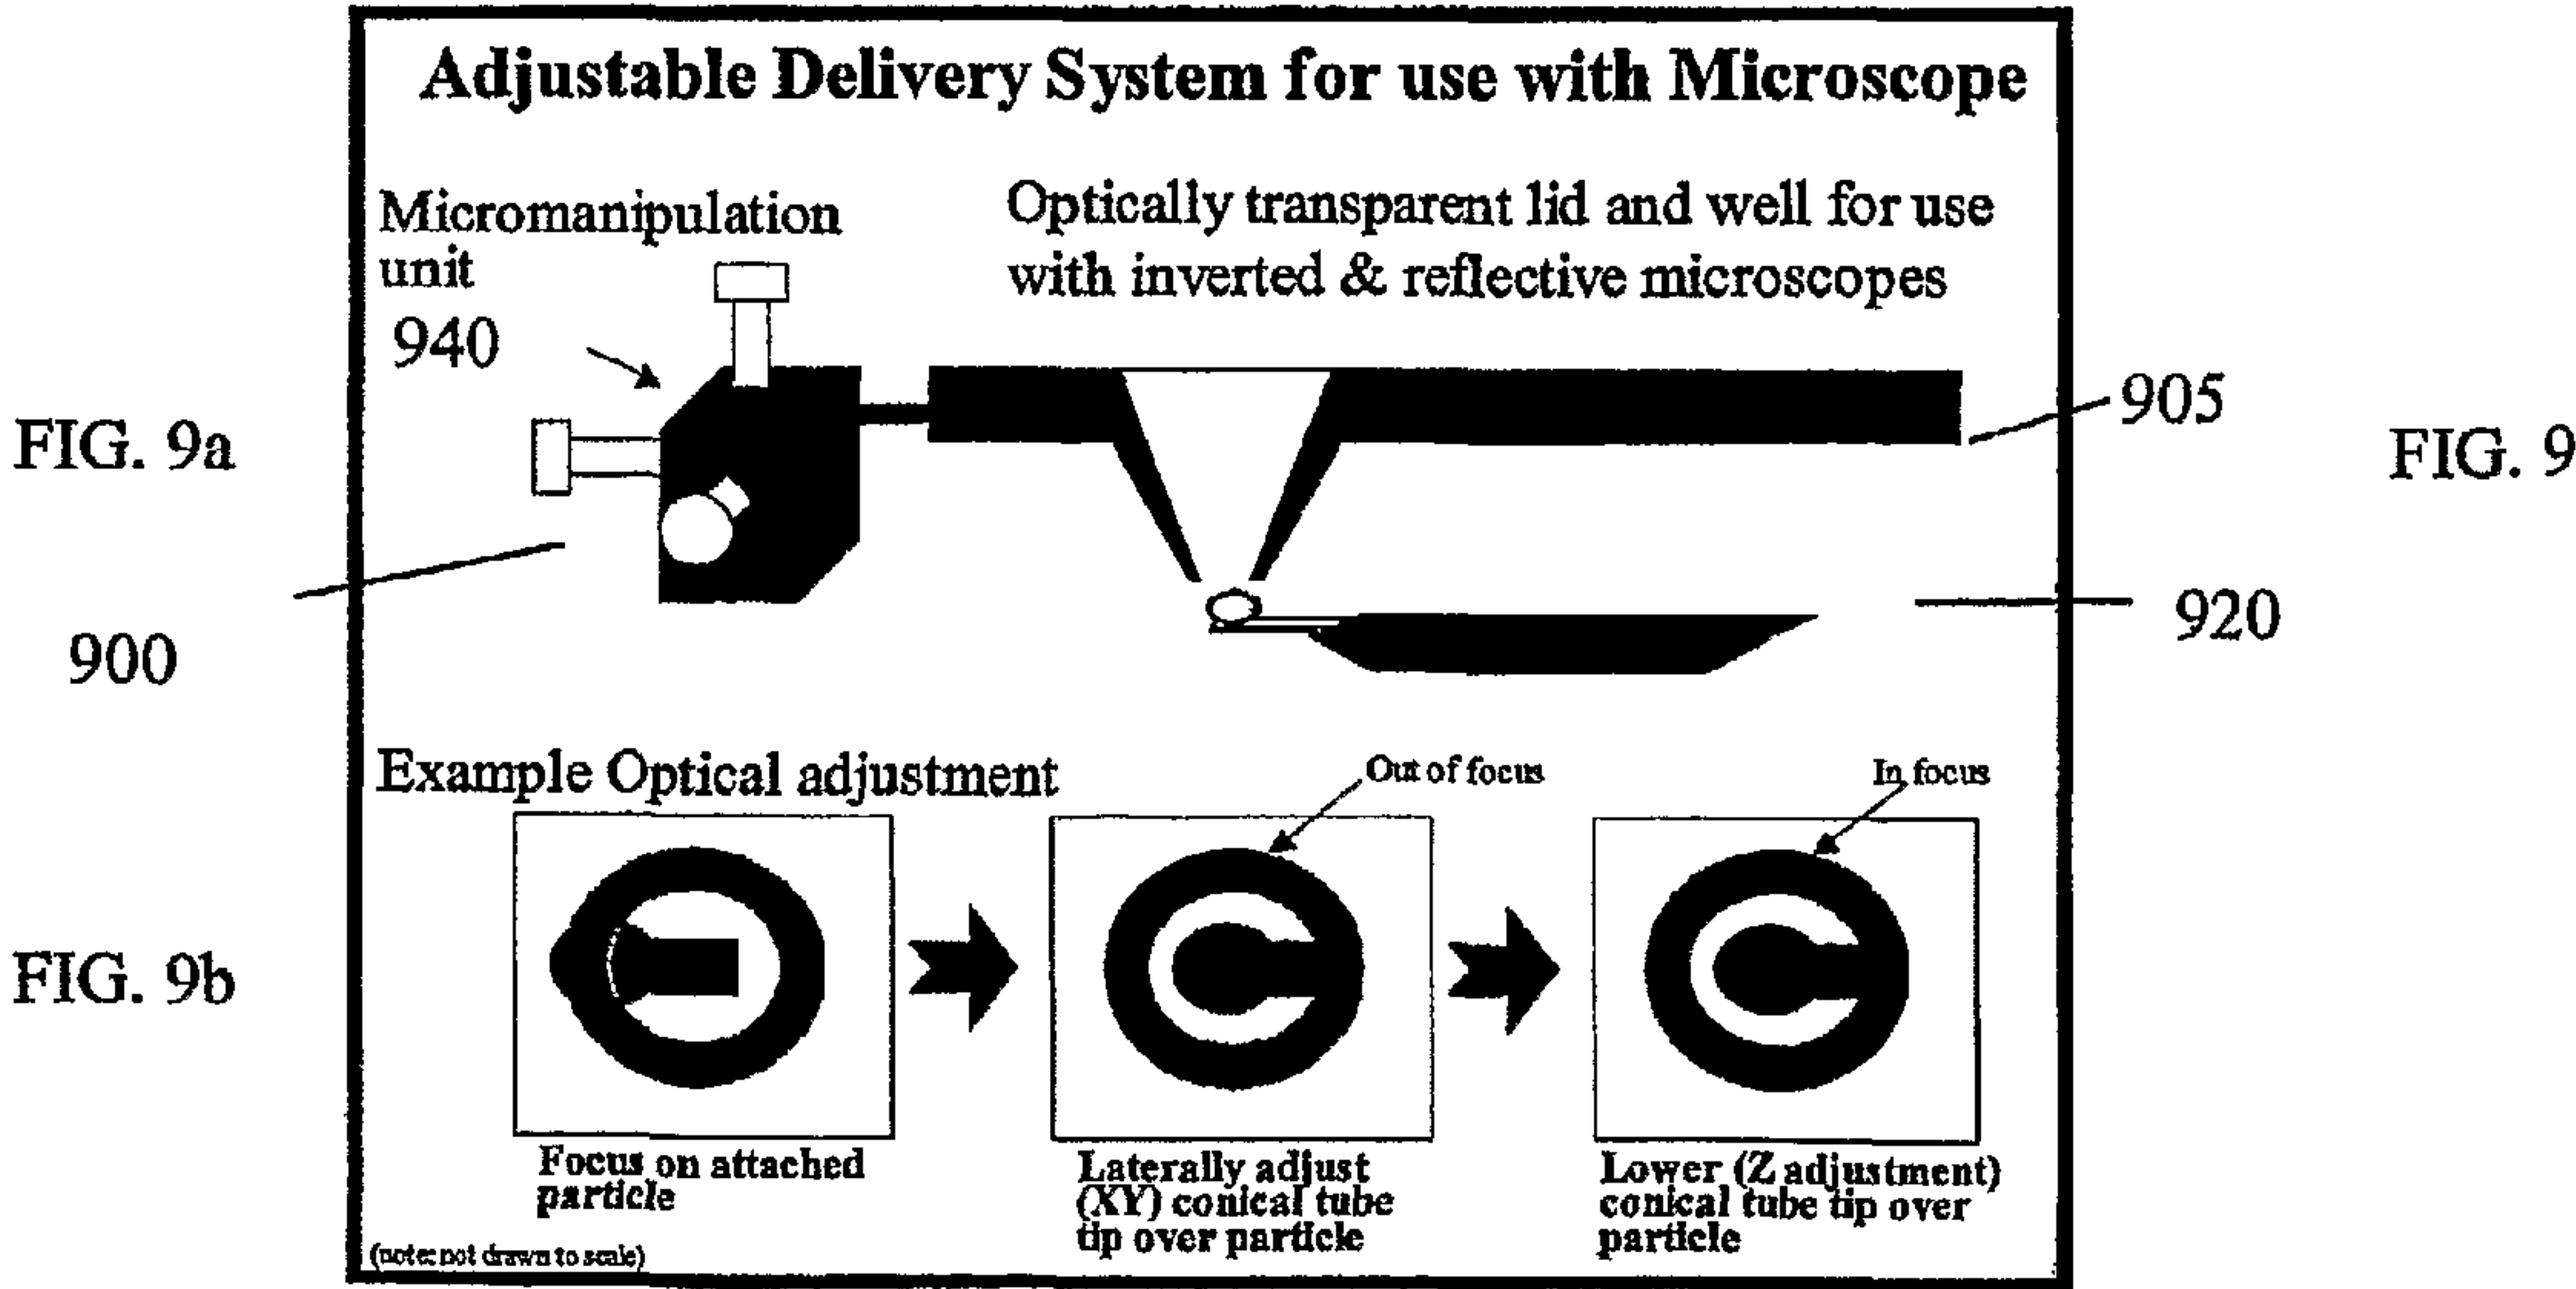 Adjustable Delivery System for use with Microscope
Micromanipulation
unit
940
Optically transparent lid and well for use
with inverted & reflective microscopes
FIG. 9a
905
FIG. 9
900
920
Example Optical adjustment
Out of focus
In focus
FIG. 9b
Focus on attached
particle
Laterally adjust
(XY) conical tube
tip over particle
Lower (Z adjustment)
conical tube tip over
particle
(note: not drawn to scale)